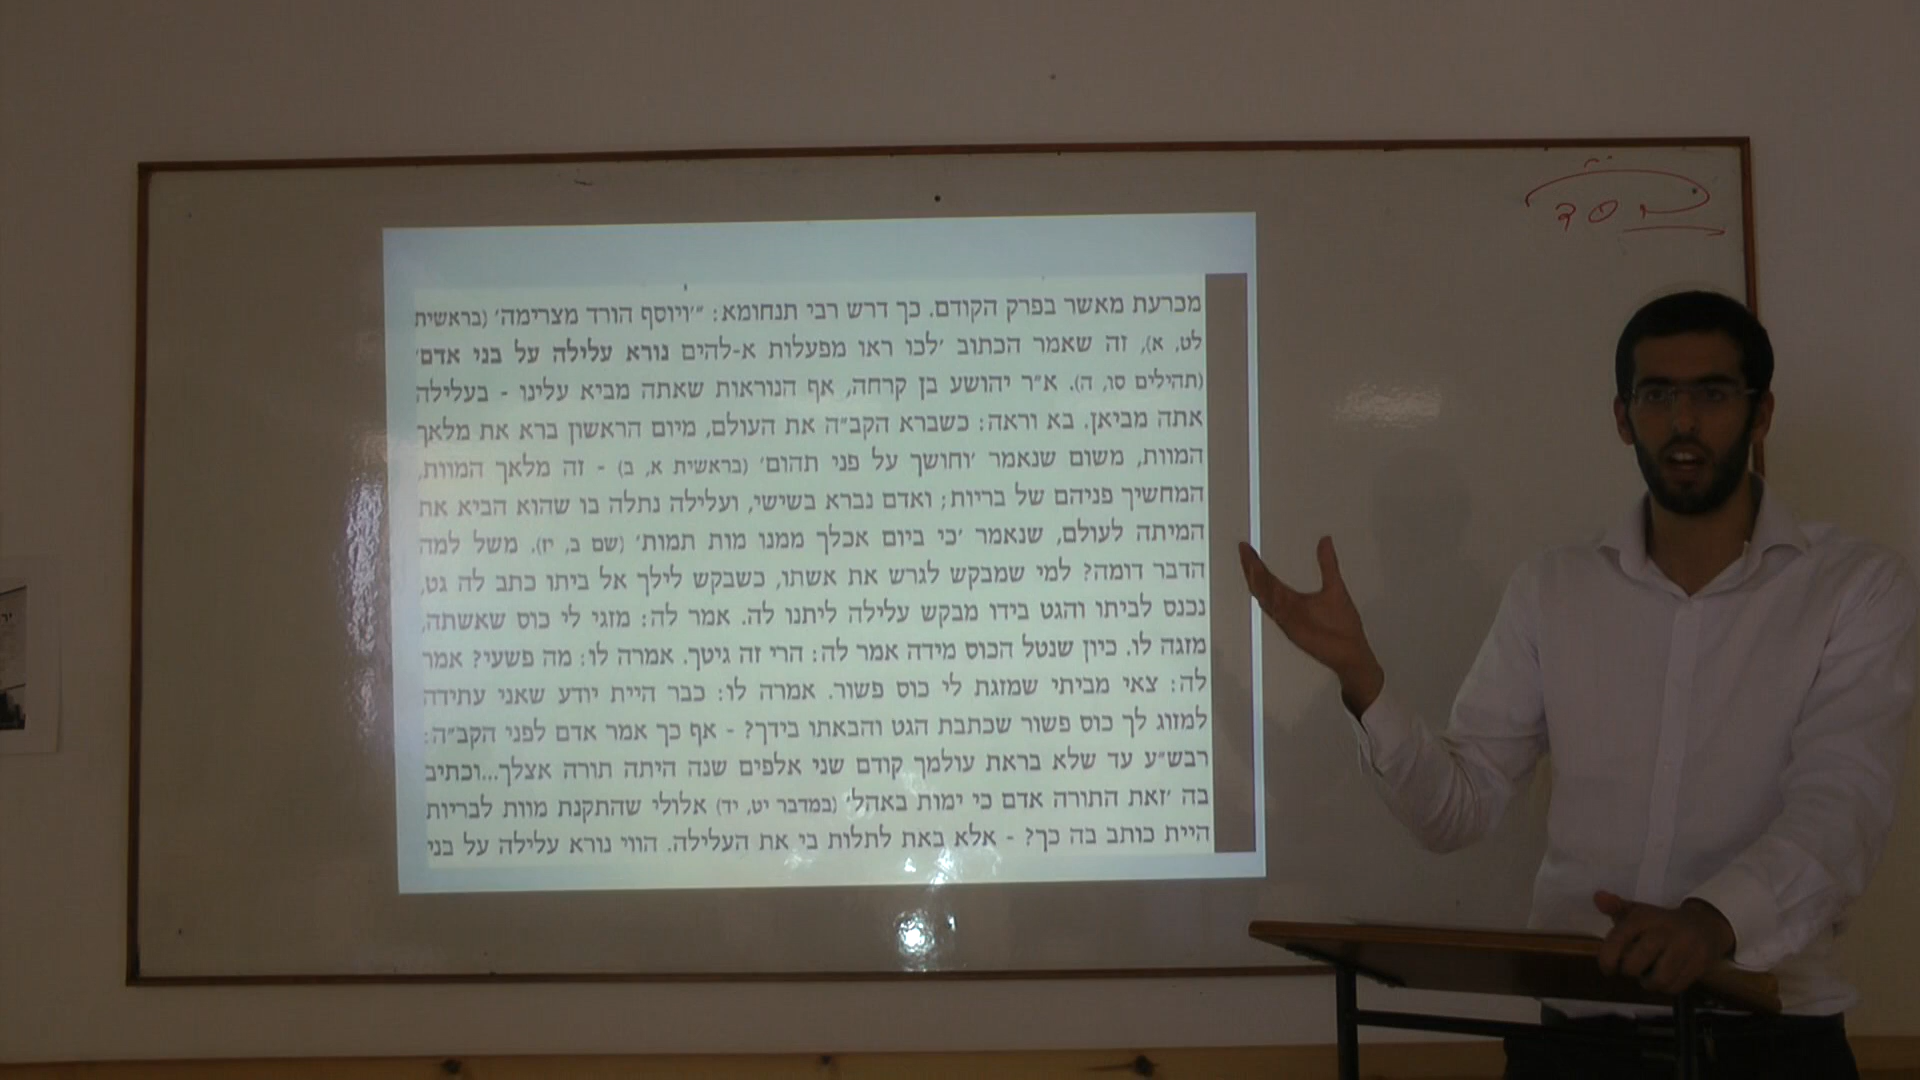 מכרעת מאשר בפרק הקודם. כך דרש רבי תנחומא: "'ויוסף הורד מצרימה' (בראשית
לט, א), זה שאמר הכתוב 'לכו ראו מפעלות א-להים נורא עלילה על בני אדם'
(תהילים סו, ה). א"ר יהושע בן קרחה, אף הנוראות שאתה מביא עלינו - בעלילה
אתה מביאן. בא וראה: כשברא הקב"ה את העולם, מיום הראשון ברא את מלאך
המוות, משום שנאמר 'וחושך על פני תהום' (בראשית א, ב) - זה מלאך המוות,
המחשיך פניהם של בריות; ואדם נברא בשישי, ועלילה נתלה בו שהוא הביא את
המיתה לעולם, שנאמר 'כי ביום אכלך ממנו מות תמות' (שם ב, יז). משל למה
הדבר דומה? למי שמבקש לגרש את אשתו, כשבקש לילך אל ביתו כתב לה גט,
נכנס לביתו והגט בידו מבקש עלילה ליתנו לה. אמר לה: מזגי לי כוס שאשתה,
מזגה לו. כיון שנטל הכוס מידה אמר לה: הרי זה גיטך. אמרה לו: מה פשעי? אמר
לה: צאי מביתי שמזגת לי כוס פשור. אמרה לו: כבר היית יודע שאני עתידה
למזוג לך כוס פשור שכתבת הגט והבאתו בידך? - אף כך אמר אדם לפני הקב"ה:
רבש"ע עד שלא בראת עולמך קודם שני אלפים שנה היתה תורה אצלך...וכתיב
בה 'זאת התורה אדם כי ימות באהל' (במדבר יט, יד) אלולי שהתקנת מוות לבריות
היית כותב בה כך? - אלא באת לתלות בי את העלילה. הווי נורא עלילה על בני